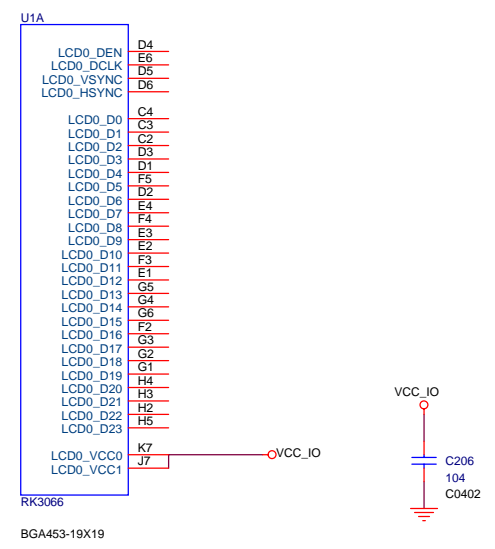 U1A
LCD0_DEN D4
LCD0_DCLK E6
LCD0_VSYNC D5
LCD0_HSYNC D6
LCD0_D0 C4
LCD0_D1 C3
LCD0_D2 C2
LCD0_D3 D3
LCD0_D4 D1
LCD0_D5 F5
LCD0_D6 D2
LCD0_D7 E4
LCD0_D8 F4
LCD0_D9 E3
LCD0_D10 E2
LCD0_D11 F3
LCD0_D12 E1
LCD0_D13 G5
LCD0_D14 G4
LCD0_D15 G6
LCD0_D16 F2
LCD0_D17 G3
LCD0_D18 G2
LCD0_D19 G1
LCD0_D20 H4
LCD0_D21 H3
LCD0_D22 H2
LCD0_D23 H5
LCD0_VCC0 K7 VCC_IO
LCD0_VCC1 J7
RK3066
BGA453-19X19
VCC_IO
C206
104
C0402